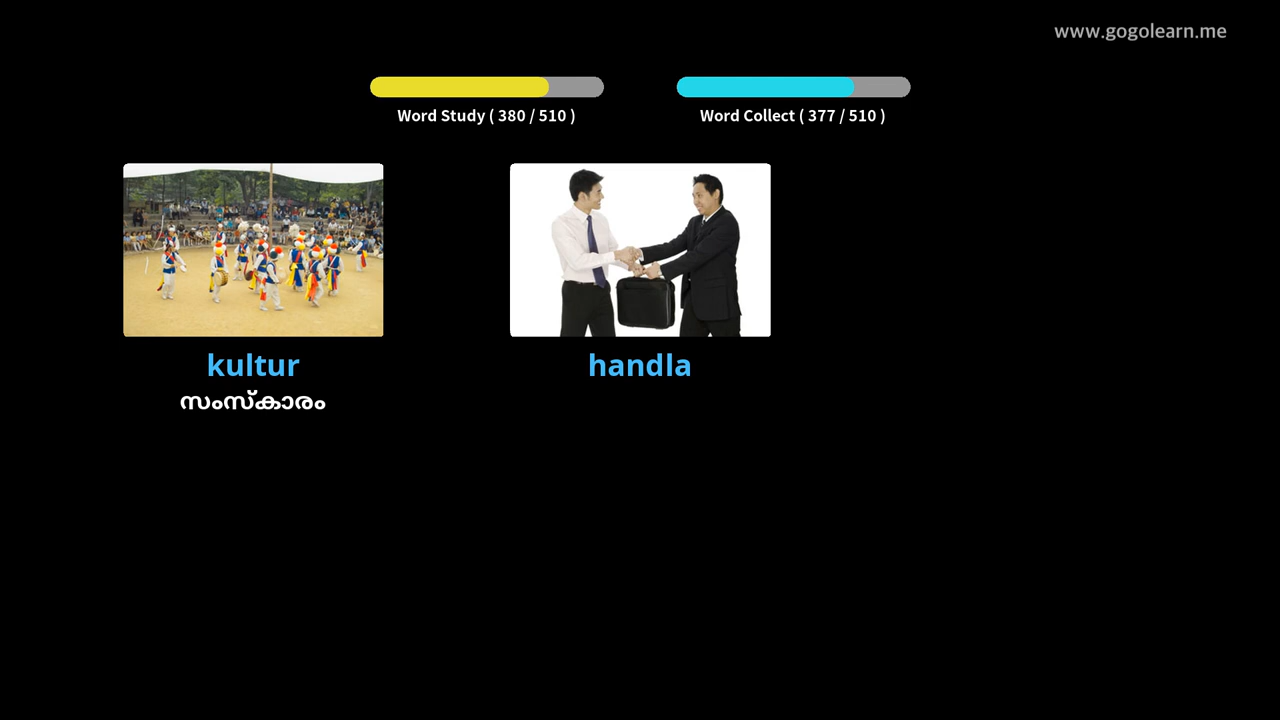 www.gogolearn.me
Word Study ( 380 / 510 )
Word Collect ( 377 / 510 )
kultur
handla
സംസ്കാരം